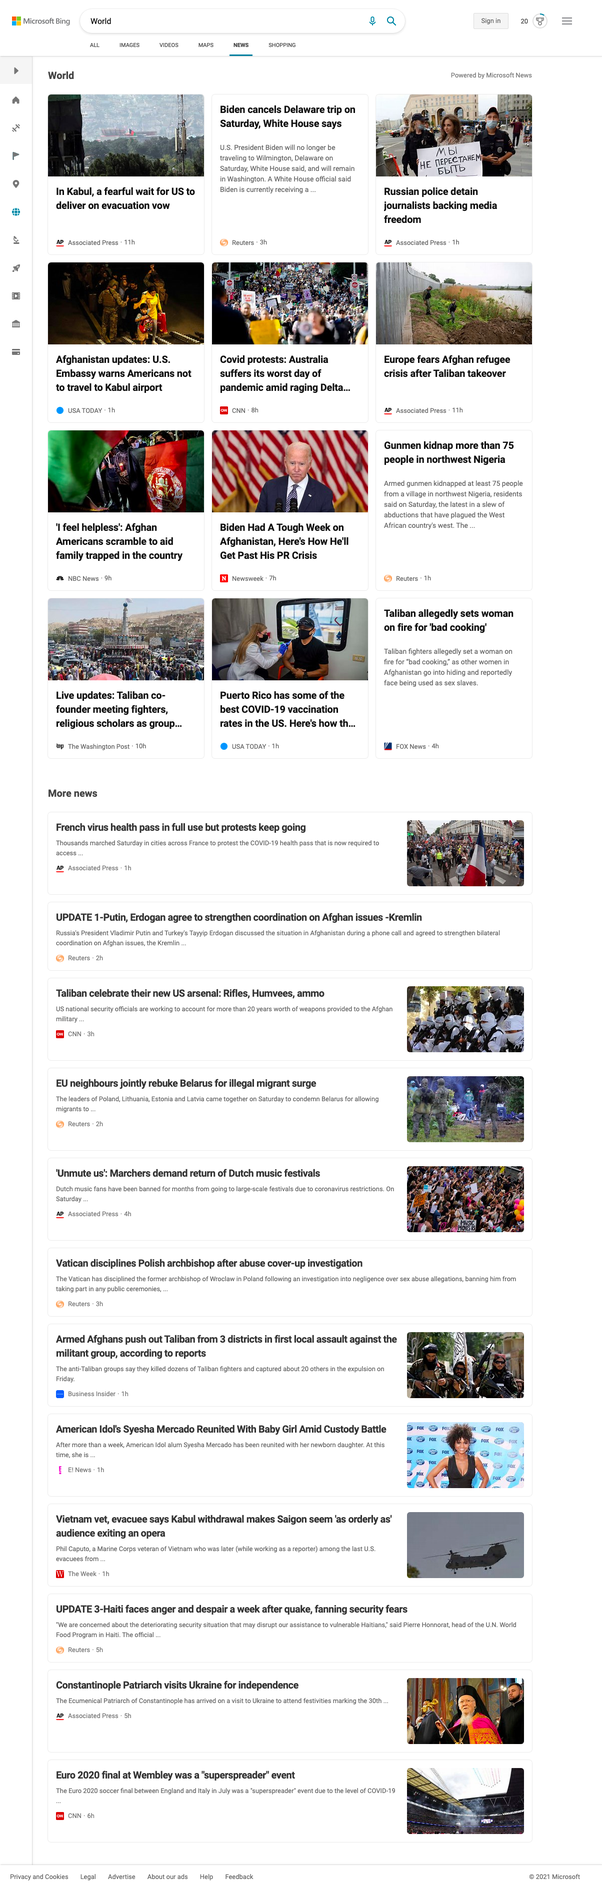 Microsoft Bing
World
Sign in
20
ALL IMAGES VIDEOS MAPS NEWS SHOPPING
World
Powered by Microsoft News
In Kabul, a fearful wait for US to
deliver on evacuation vow
AP Associated Press · 11h
Biden cancels Delaware trip on
Saturday, White House says
U.S. President Biden will no longer be
traveling to Wilmington, Delaware on
Saturday, White House said, and will remain
in Washington. A White House official said
Biden is currently receiving a ...
Reuters · 3h
МЫ
НЕ ПЕРЕСТАНЕМ
БЫТЬ
Russian police detain
journalists backing media
freedom
AP Associated Press · 1h
Afghanistan updates: U.S.
Embassy warns Americans not
to travel to Kabul airport
USA TODAY · 1h
Covid protests: Australia
suffers its worst day of
pandemic amid raging Delta...
CNN CNN · 8h
Europe fears Afghan refugee
crisis after Taliban takeover
AP Associated Press · 11h
'I feel helpless': Afghan
Americans scramble to aid
family trapped in the country
NBC News · 9h
Biden Had A Tough Week on
Afghanistan, Here's How He'll
Get Past His PR Crisis
N Newsweek · 7h
Gunmen kidnap more than 75
people in northwest Nigeria
Armed gunmen kidnapped at least 75 people
from a village in northwest Nigeria, residents
said on Saturday, the latest in a slew of
abductions that have plagued the West
African country's west. The ...
Reuters · 1h
Live updates: Taliban co-
founder meeting fighters,
religious scholars as group...
wp The Washington Post · 10h
Puerto Rico has some of the
best COVID-19 vaccination
rates in the US. Here's how th...
USA TODAY · 1h
Taliban allegedly sets woman
on fire for 'bad cooking'
Taliban fighters allegedly set a woman on
fire for "bad cooking," as other women in
Afghanistan go into hiding and reportedly
face being used as sex slaves.
FOX News · 4h
More news
French virus health pass in full use but protests keep going
Thousands marched Saturday in cities across France to protest the COVID-19 health pass that is now required to
access ...
AP Associated Press · 1h
UPDATE 1-Putin, Erdogan agree to strengthen coordination on Afghan issues -Kremlin
Russia's President Vladimir Putin and Turkey's Tayyip Erdogan discussed the situation in Afghanistan during a phone call and agreed to strengthen bilateral
coordination on Afghan issues, the Kremlin ...
Reuters · 2h
Taliban celebrate their new US arsenal: Rifles, Humvees, ammo
US national security officials are working to account for more than 20 years worth of weapons provided to the Afghan
military ...
CNN CNN · 3h
EU neighbours jointly rebuke Belarus for illegal migrant surge
The leaders of Poland, Lithuania, Estonia and Latvia came together on Saturday to condemn Belarus for allowing
migrants to ...
Reuters · 2h
'Unmute us': Marchers demand return of Dutch music festivals
Dutch music fans have been banned for months from going to large-scale festivals due to coronavirus restrictions. On
Saturday ...
AP Associated Press · 4h
Vatican disciplines Polish archbishop after abuse cover-up investigation
The Vatican has disciplined the former archbishop of Wroclaw in Poland following an investigation into negligence over sex abuse allegations, banning him from
taking part in any public ceremonies, ...
Reuters · 3h
Armed Afghans push out Taliban from 3 districts in first local assault against the
militant group, according to reports
The anti-Taliban groups say they killed dozens of Taliban fighters and captured about 20 others in the expulsion on
Friday.
Business Insider · 1h
American Idol's Syesha Mercado Reunited With Baby Girl Amid Custody Battle
After more than a week, American Idol alum Syesha Mercado has been reunited with her newborn daughter. At this
time, she is ...
E! News · 1h
FOX
Vietnam vet, evacuee says Kabul withdrawal makes Saigon seem 'as orderly as'
audience exiting an opera
Phil Caputo, a Marine Corps veteran of Vietnam who was later (while working as a reporter) among the last U.S.
evacuees from ...
W The Week · 1h
UPDATE 3-Haiti faces anger and despair a week after quake, fanning security fears
"We are concerned about the deteriorating security situation that may disrupt our assistance to vulnerable Haitians," said Pierre Honnorat, head of the U.N. World
Food Program in Haiti. The official ...
Reuters · 5h
Constantinople Patriarch visits Ukraine for independence
The Ecumenical Patriarch of Constantinople has arrived on a visit to Ukraine to attend festivities marking the 30th ...
AP Associated Press · 5h
Euro 2020 final at Wembley was a "superspreader" event
The Euro 2020 soccer final between England and Italy in July was a "superspreader" event due to the level of COVID-19
...
CNN CNN · 6h
Privacy and Cookies Legal Advertise About our ads Help Feedback
© 2021 Microsoft